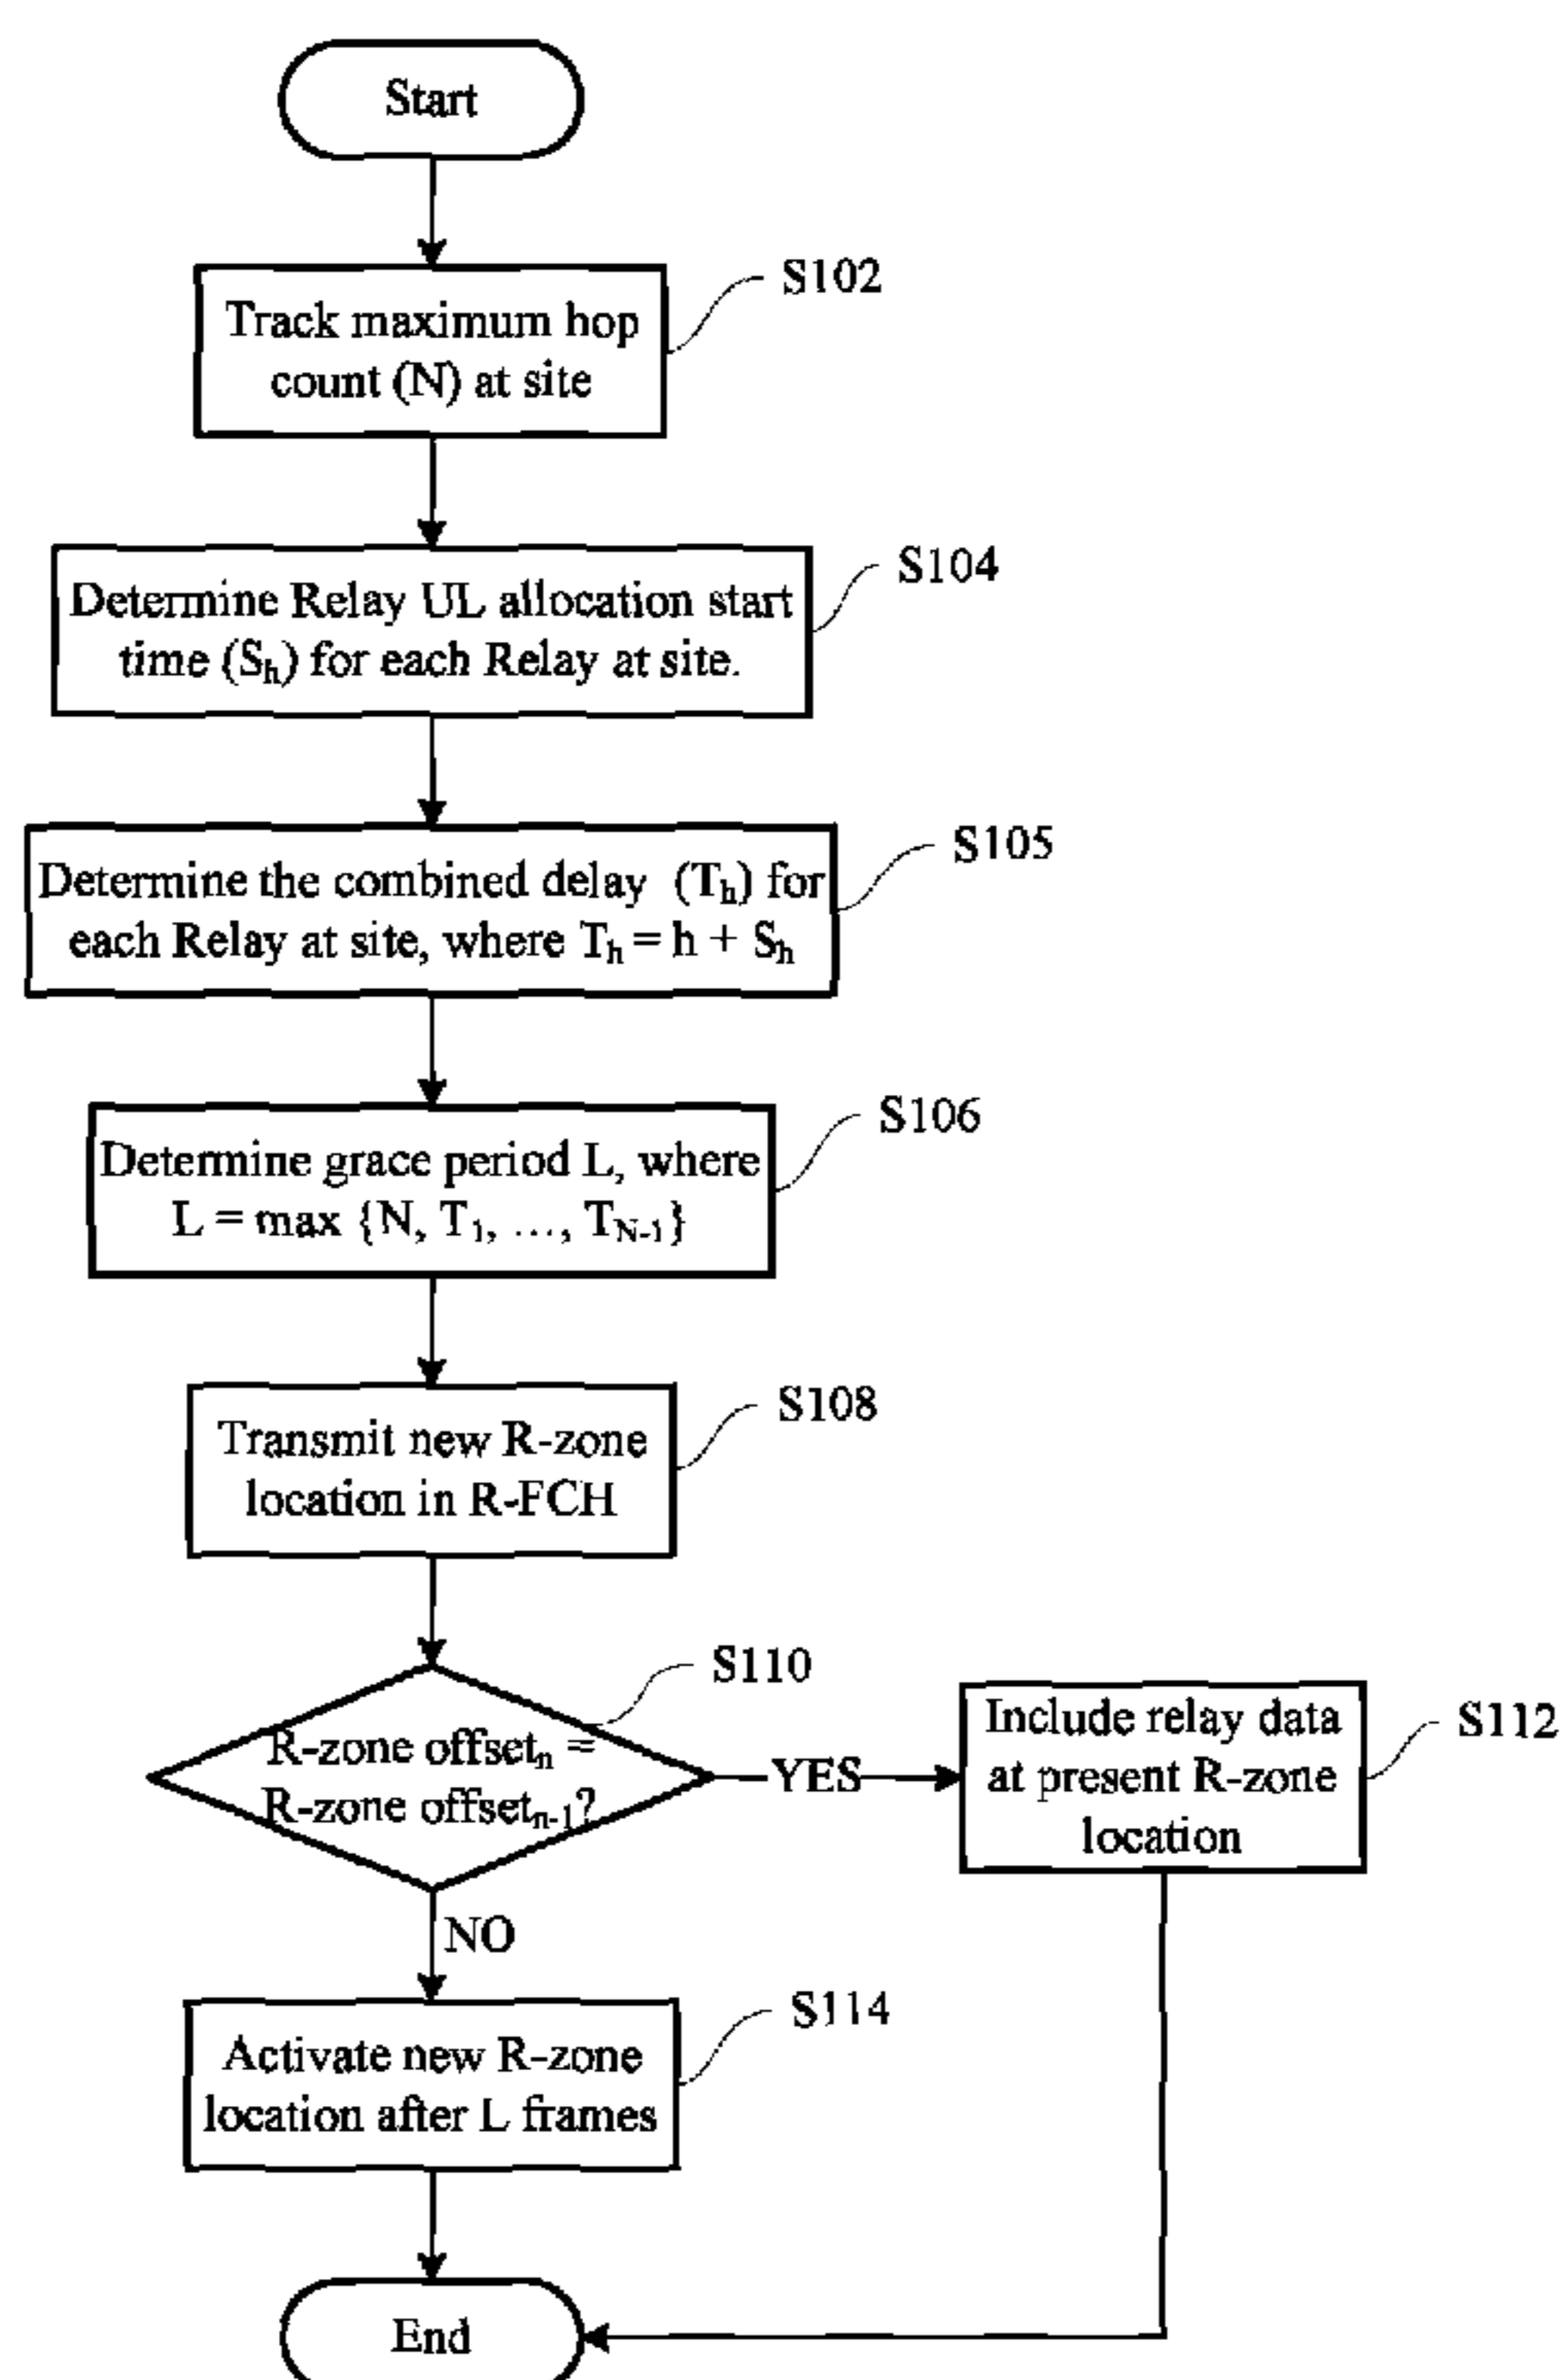 Start
S102
Track maximum hop
count (N) at site
S104
Determine Relay UL allocation start
time (Sₕ) for each Relay at site.
S105
Determine the combined delay (Tₕ) for
each Relay at site, where Tₕ = h + Sₕ
S106
Determine grace period L, where
L = max {N, T₁, ..., T_N-1}
S108
Transmit new R-zone
location in R-FCH
S110
R-zone offsetₙ =
R-zone offsetₙ₋₁?
YES
S112
Include relay data
at present R-zone
location
NO
S114
Activate new R-zone
location after L frames
End